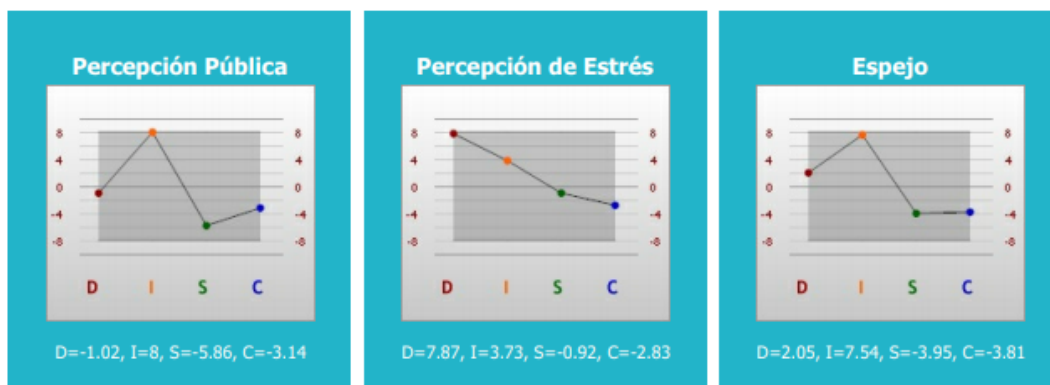 Percepción Pública
8 8
4 4
0 0
-4 -4
-8 -8
D I S C
D=-1.02, I=8, S=-5.86, C=-3.14
Percepción de Estrés
8 8
4 4
0 0
-4 -4
-8 -8
D I S C
D=7.87, I=3.73, S=-0.92, C=-2.83
Espejo
8 8
4 4
0 0
-4 -4
-8 -8
D I S C
D=2.05, I=7.54, S=-3.95, C=-3.81